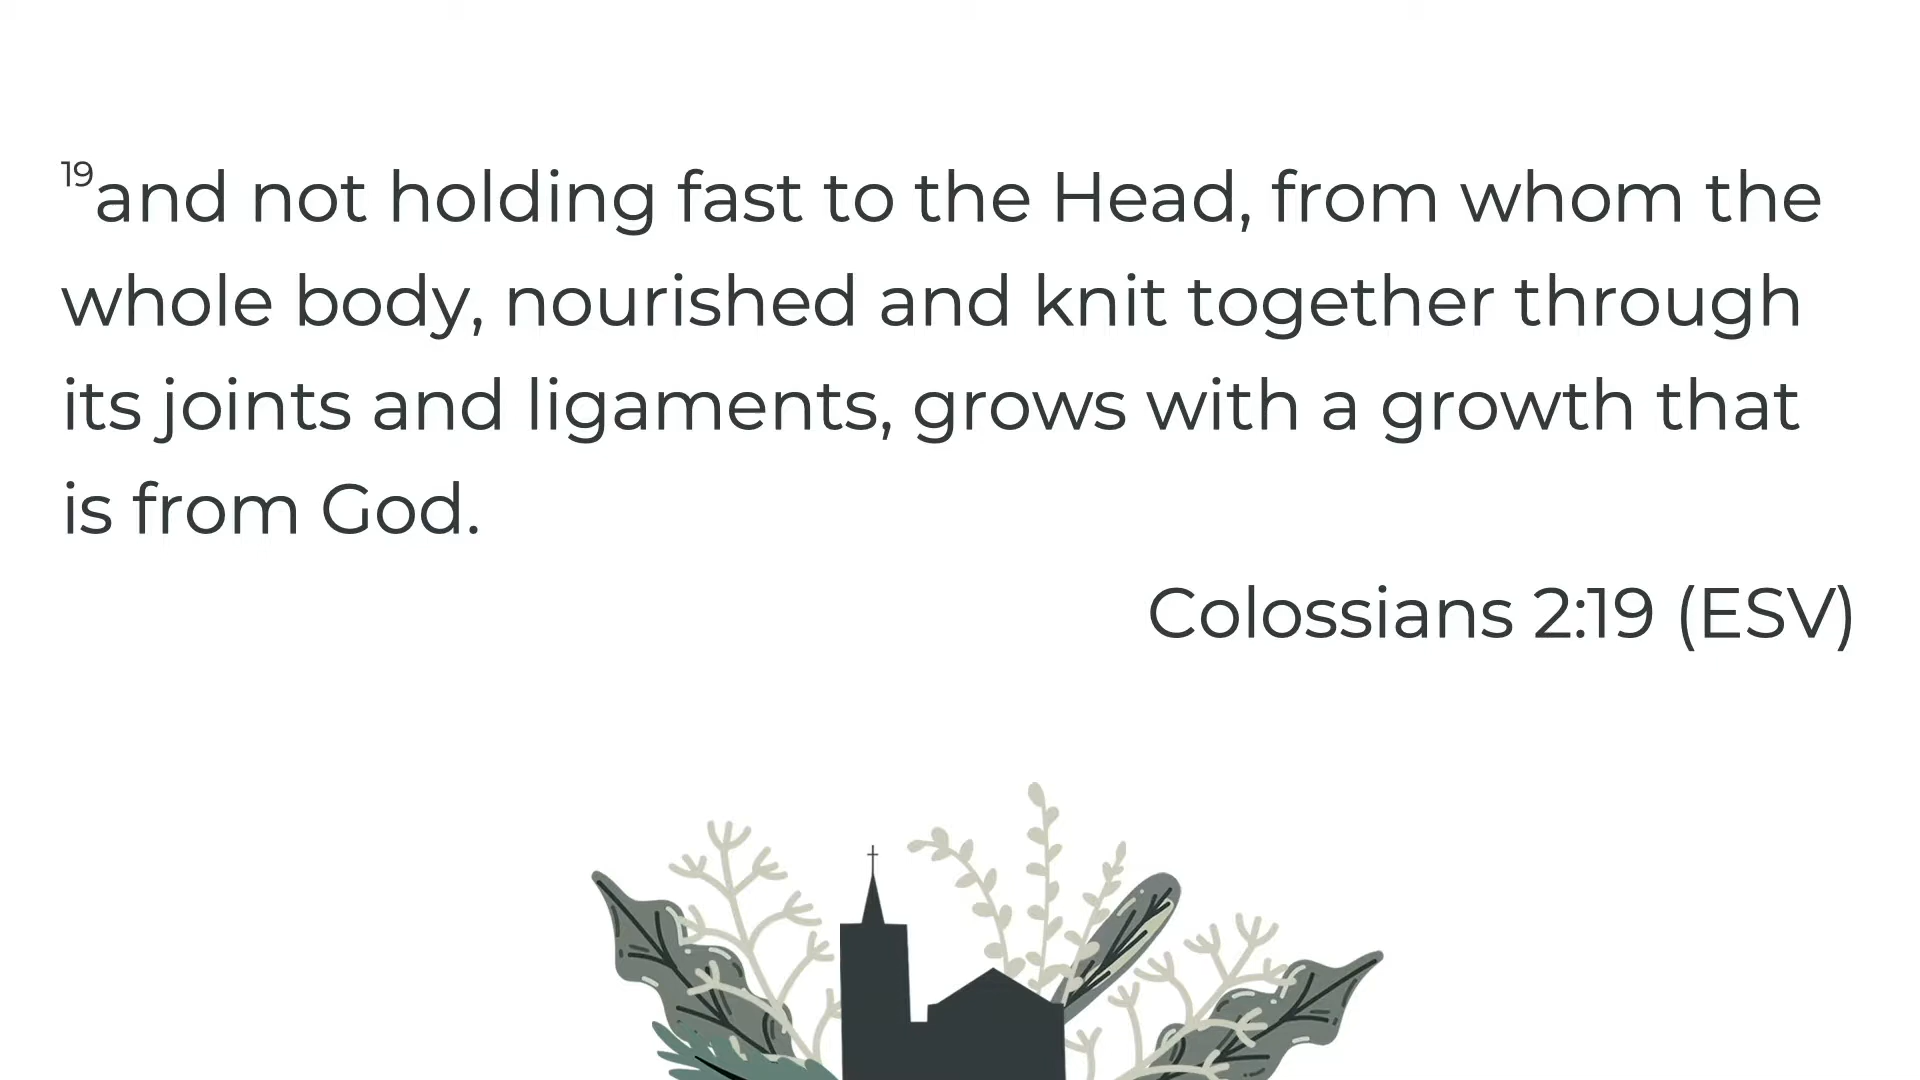 19and not holding fast to the Head, from whom the
whole body, nourished and knit together through
its joints and ligaments, grows with a growth that
is from God.
Colossians 2:19 (ESV)